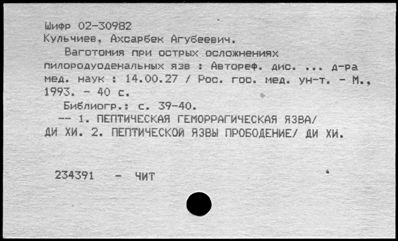 Шифр 02-309В2
Кульчиев, Ахсарбек Агубеевич.
Ваготомия при острых осложнениях
пилородуоденальных язв : Автореф. дис. ... д-ра
мед. наук : 14.00.27 / Рос. гос. мед. ун-т. - М.,
1993. - 40 с.
Библиогр.: с. 39-40.
-- 1. ПЕПТИЧЕСКАЯ ГЕМОРРАГИЧЕСКАЯ ЯЗВА/
ДИ ХИ. 2. ПЕПТИЧЕСКОЙ ЯЗВЫ ПРОБОДЕНИЕ/ ДИ ХИ.
234391 - ЧИТ